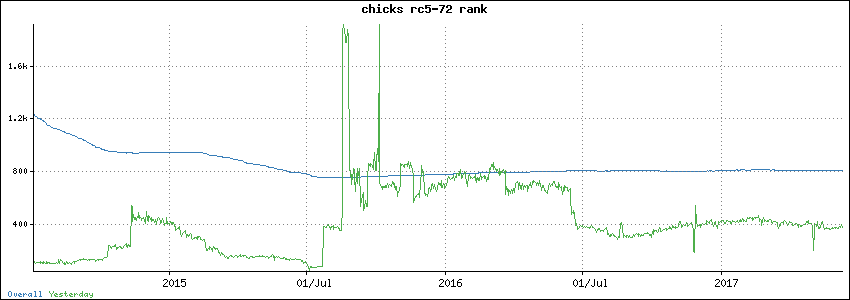 chicks rc5-72 rank
1.6k
1.2k
800
400
2015
01/Jul
2016
01/Jul
2017
Overall Yesterday